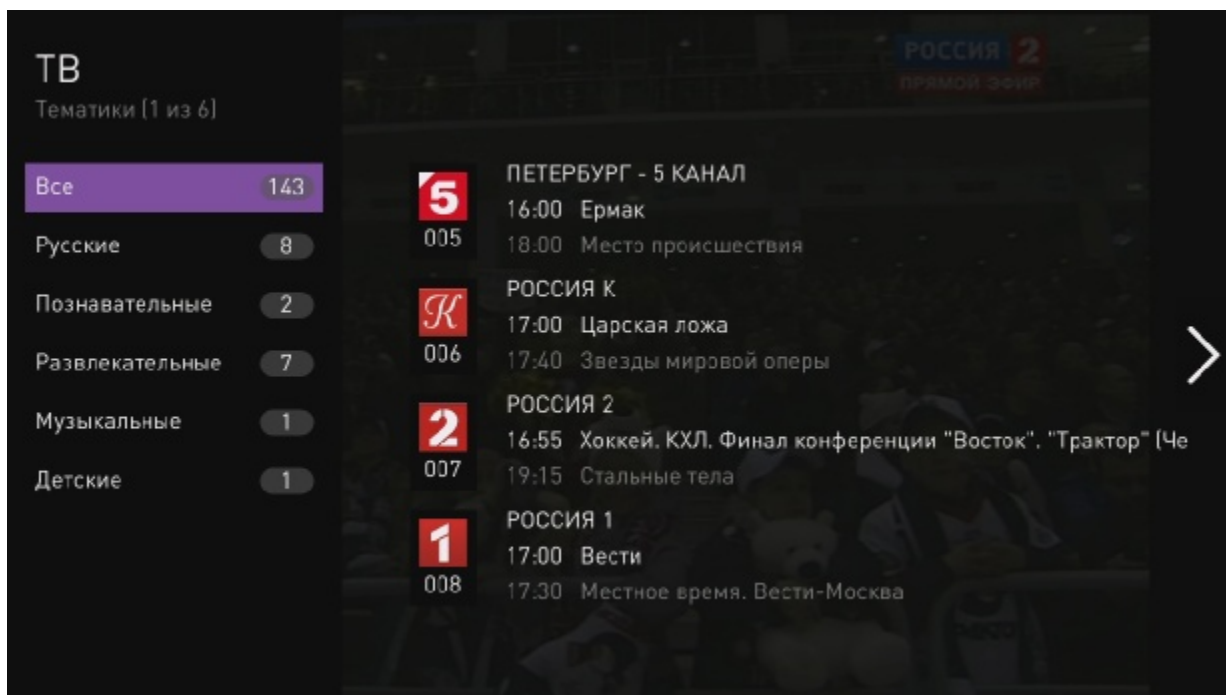 ТВ
Тематики (1 из 6)
Все 143
Русские 8
Познавательные 2
Развлекательные 7
Музыкальные 1
Детские 1
РОССИЯ 2
ПРЯМОЙ ЭФИР
5
005
ПЕТЕРБУРГ - 5 КАНАЛ
16:00 Ермак
18:00 Место происшествия
К
006
РОССИЯ К
17:00 Царская ложа
17:40 Звезды мировой оперы
2
007
РОССИЯ 2
16:55 Хоккей. КХЛ. Финал конференции "Восток". "Трактор" (Че
19:15 Стальные тела
1
008
РОССИЯ 1
17:00 Вести
17:30 Местное время. Вести-Москва